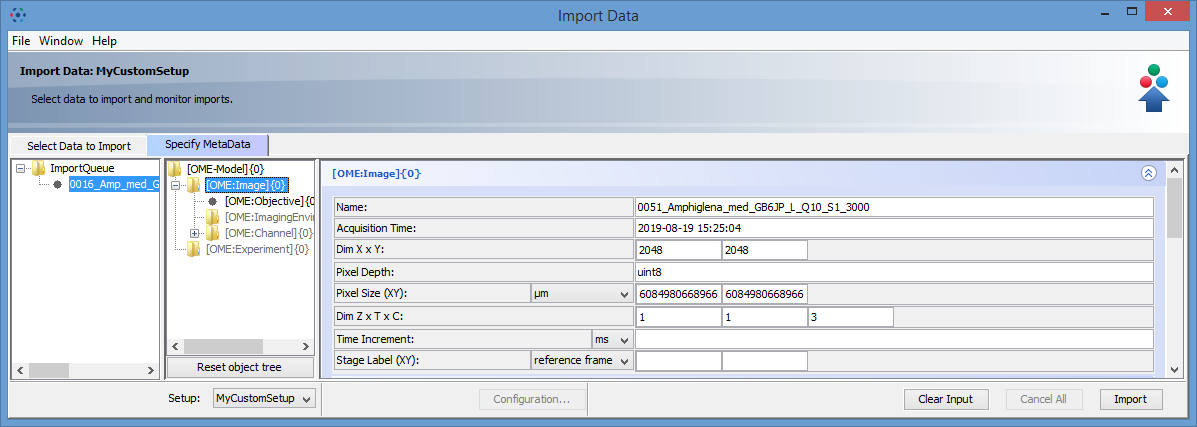 Import Data
File Window Help
Import Data: MyCustomSetup
Select data to import and monitor imports.
Select Data to Import
Specify MetaData
ImportQueue
0016_Amp_med_G
[OME-Model]{0}
[OME:Image]{0}
[OME:Objective]{0
[OME:ImagingEnvir
[OME:Channel]{0}
[OME:Experiment]{0}
Reset object tree
[OME:Image]{0}
Name: 0051_Amphiglena_med_GB6JP_L_Q10_S1_3000
Acquisition Time: 2019-08-19 15:25:04
Dim X x Y: 2048 2048
Pixel Depth: uint8
Pixel Size (XY): µm 6084980668966 6084980668966
Dim Z x T x C: 1 1 3
Time Increment: ms
Stage Label (XY): reference frame
Setup: MyCustomSetup
Configuration...
Clear Input
Cancel All
Import